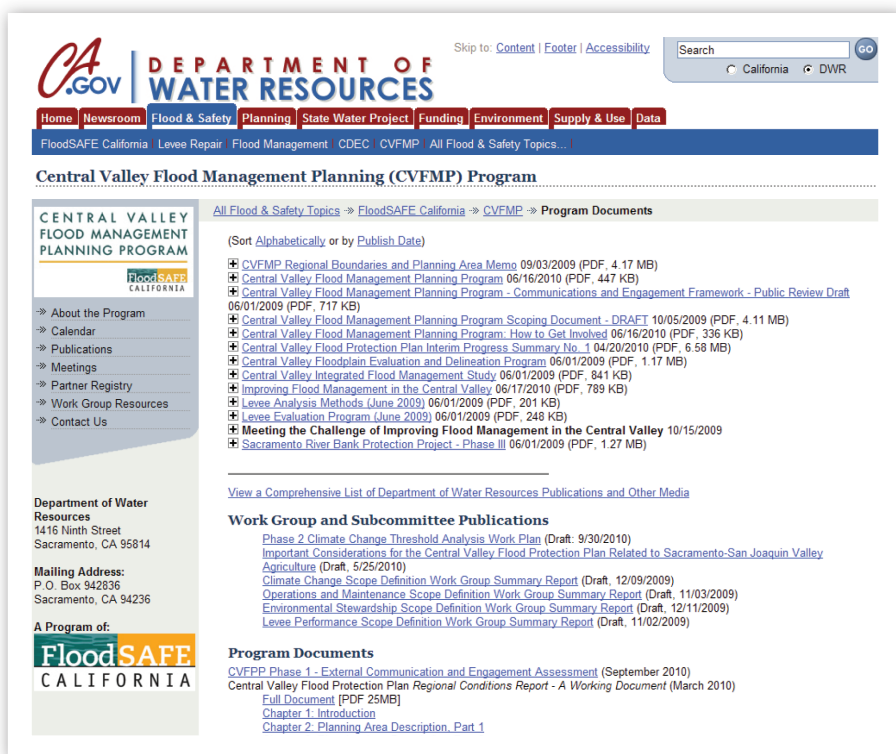 CA
.GOV
DEPARTMENT OF
WATER RESOURCES
Skip to: Content | Footer | Accessibility
Search
GO
California DWR
Home Newsroom Flood & Safety Planning State Water Project Funding Environment Supply & Use Data
FloodSAFE California | Levee Repair | Flood Management | CDEC | CVFMP | All Flood & Safety Topics... |
Central Valley Flood Management Planning (CVFMP) Program
CENTRAL VALLEY
FLOOD MANAGEMENT
PLANNING PROGRAM
FloodSAFE
CALIFORNIA
About the Program
Calendar
Publications
Meetings
Partner Registry
Work Group Resources
Contact Us
Department of Water
Resources
1416 Ninth Street
Sacramento, CA 95814
Mailing Address:
P.O. Box 942836
Sacramento, CA 94236
A Program of:
FloodSAFE
CALIFORNIA
All Flood & Safety Topics -» FloodSAFE California -» CVFMP -» Program Documents
(Sort Alphabetically or by Publish Date)
CVFMP Regional Boundaries and Planning Area Memo 09/03/2009 (PDF, 4.17 MB)
Central Valley Flood Management Planning Program 06/16/2010 (PDF, 447 KB)
Central Valley Flood Management Planning Program - Communications and Engagement Framework - Public Review Draft
06/01/2009 (PDF, 717 KB)
Central Valley Flood Management Planning Program Scoping Document - DRAFT 10/05/2009 (PDF, 4.11 MB)
Central Valley Flood Management Planning Program: How to Get Involved 06/16/2010 (PDF, 336 KB)
Central Valley Flood Protection Plan Interim Progress Summary No. 1 04/20/2010 (PDF, 6.58 MB)
Central Valley Floodplain Evaluation and Delineation Program 06/01/2009 (PDF, 1.17 MB)
Central Valley Integrated Flood Management Study 06/01/2009 (PDF, 841 KB)
Improving Flood Management in the Central Valley 06/17/2010 (PDF, 789 KB)
Levee Analysis Methods (June 2009) 06/01/2009 (PDF, 201 KB)
Levee Evaluation Program (June 2009) 06/01/2009 (PDF, 248 KB)
Meeting the Challenge of Improving Flood Management in the Central Valley 10/15/2009
Sacramento River Bank Protection Project - Phase III 06/01/2009 (PDF, 1.27 MB)
View a Comprehensive List of Department of Water Resources Publications and Other Media
Work Group and Subcommittee Publications
Phase 2 Climate Change Threshold Analysis Work Plan (Draft: 9/30/2010)
Important Considerations for the Central Valley Flood Protection Plan Related to Sacramento-San Joaquin Valley
Agriculture (Draft, 5/25/2010)
Climate Change Scope Definition Work Group Summary Report (Draft, 12/09/2009)
Operations and Maintenance Scope Definition Work Group Summary Report (Draft, 11/03/2009)
Environmental Stewardship Scope Definition Work Group Summary Report (Draft, 12/11/2009)
Levee Performance Scope Definition Work Group Summary Report (Draft, 11/02/2009)
Program Documents
CVFPP Phase 1 - External Communication and Engagement Assessment (September 2010)
Central Valley Flood Protection Plan Regional Conditions Report - A Working Document (March 2010)
Full Document [PDF 25MB]
Chapter 1: Introduction
Chapter 2: Planning Area Description, Part 1